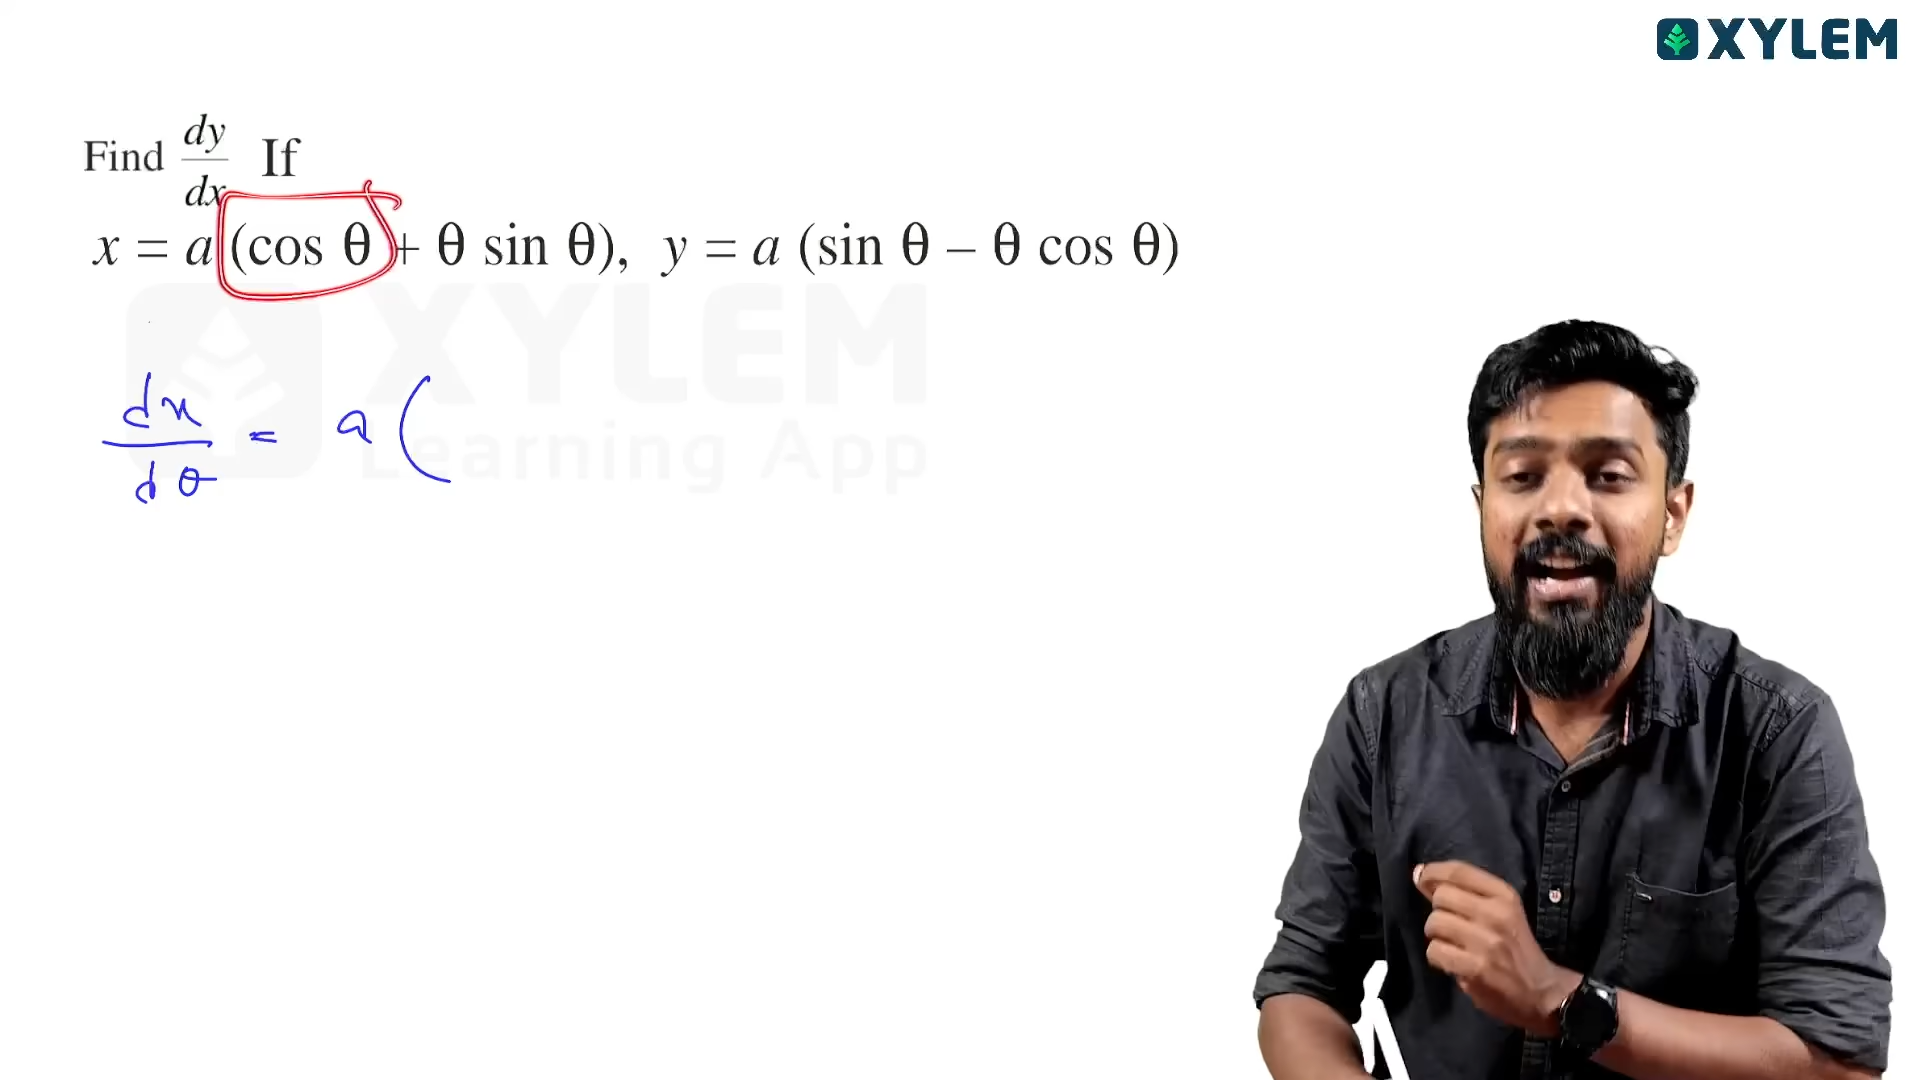 XYLEM
Find dy/dx If
x = a (cos θ + θ sin θ), y = a (sin θ – θ cos θ)
XYLEM
Learning App
dx/dθ = a (